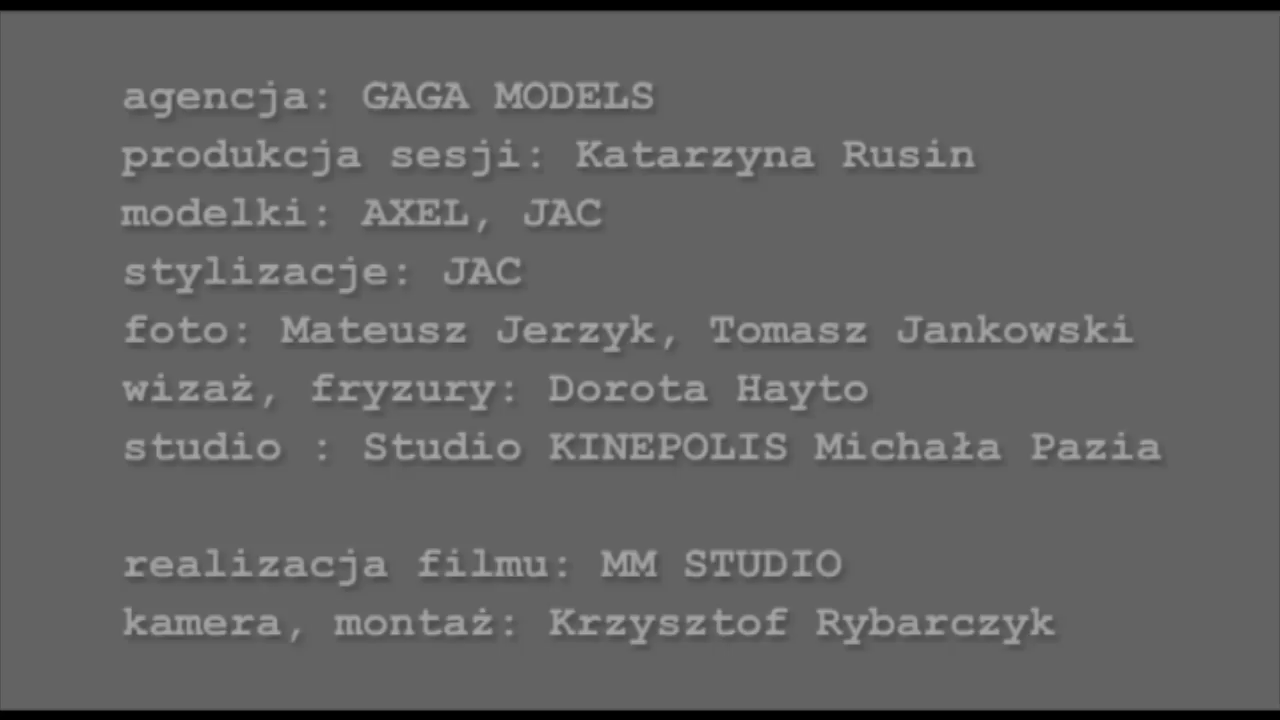 agencja: GAGA MODELS
produkcja sesji: Katarzyna Rusin
modelki: AXEL, JAC
stylizacje: JAC
foto: Mateusz Jerzyk, Tomasz Jankowski
wizaż, fryzury: Dorota Hayto
studio : Studio KINEPOLIS Michała Pazia
realizacja filmu: MM STUDIO
kamera, montaż: Krzysztof Rybarczyk